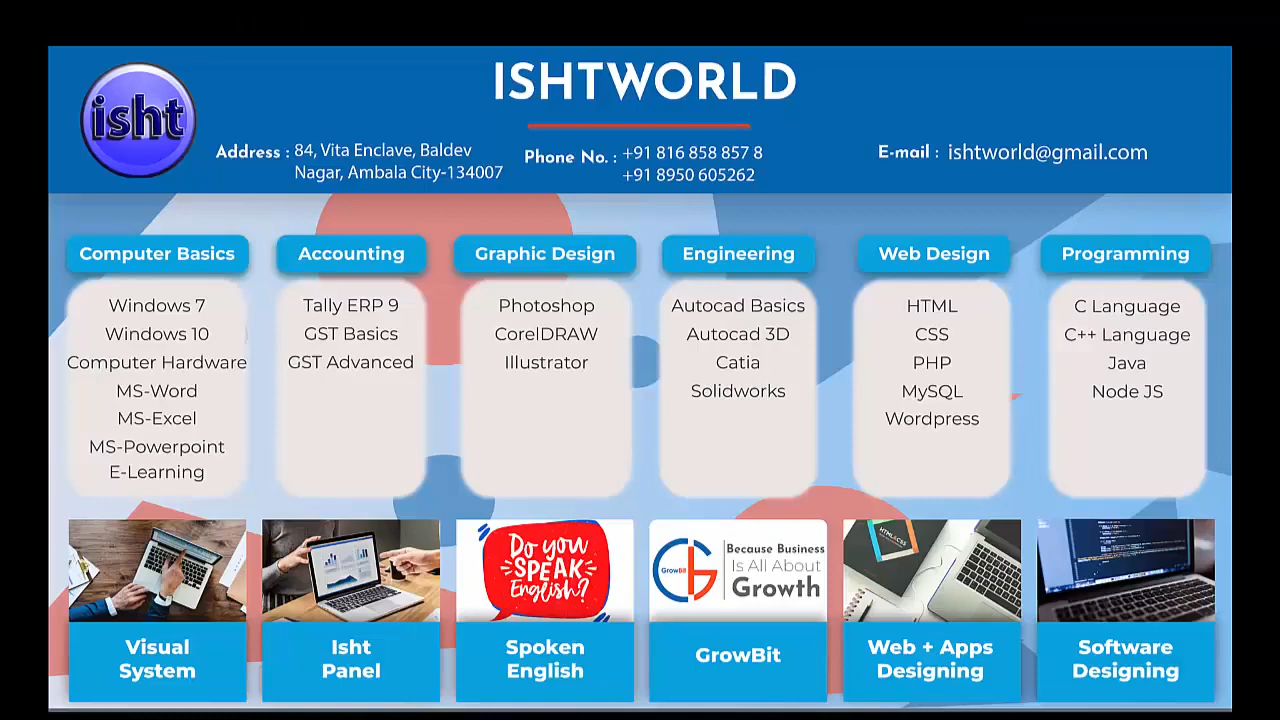 ISHTWORLD
isht
Address : 84, Vita Enclave, Baldev
Nagar, Ambala City-134007
Phone No. : +91 816 858 857 8
+91 8950 605262
E-mail : ishtworld@gmail.com
Computer Basics
Windows 7
Windows 10
Computer Hardware
MS-Word
MS-Excel
MS-Powerpoint
E-Learning
Accounting
Tally ERP 9
GST Basics
GST Advanced
Graphic Design
Photoshop
CorelDRAW
Illustrator
Engineering
Autocad Basics
Autocad 3D
Catia
Solidworks
Web Design
HTML
CSS
PHP
MySQL
Wordpress
Programming
C Language
C++ Language
Java
Node JS
Visual
System
Isht
Panel
Do you
SPEAK
English?
Spoken
English
GrowBit
Because Business
Is All About
Growth
GrowBit
HTML&CSS
Web + Apps
Designing
Software
Designing